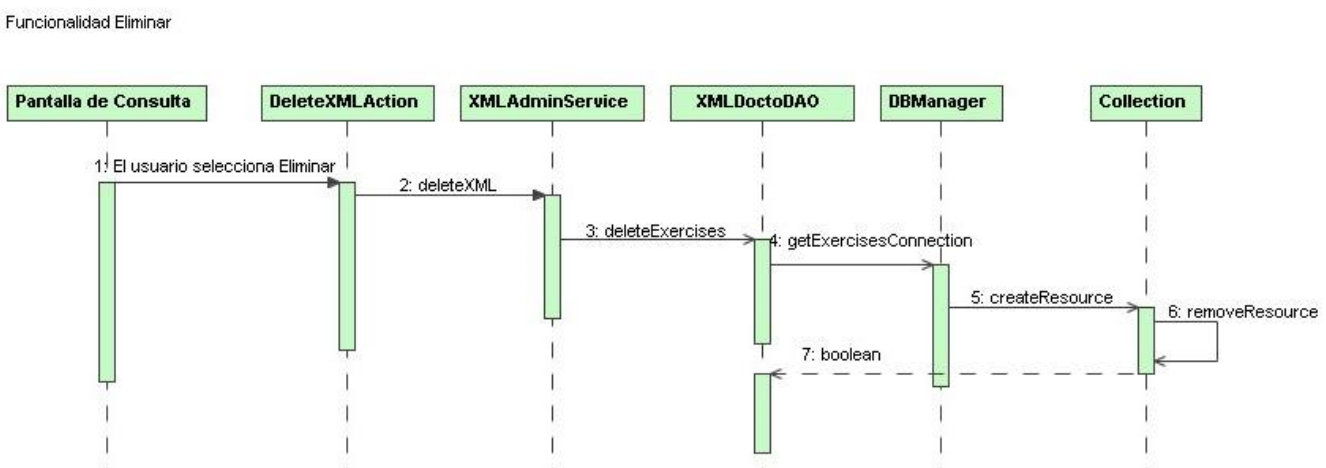 Funcionalidad Eliminar
Pantalla de Consulta
DeleteXMLAction
XMLAdminService
XMLDoctoDAO
DBManager
Collection
1: El usuario selecciona Eliminar
2: deleteXML
3: deleteExercises
4: getExercisesConnection
5: createResource
6: removeResource
7: boolean